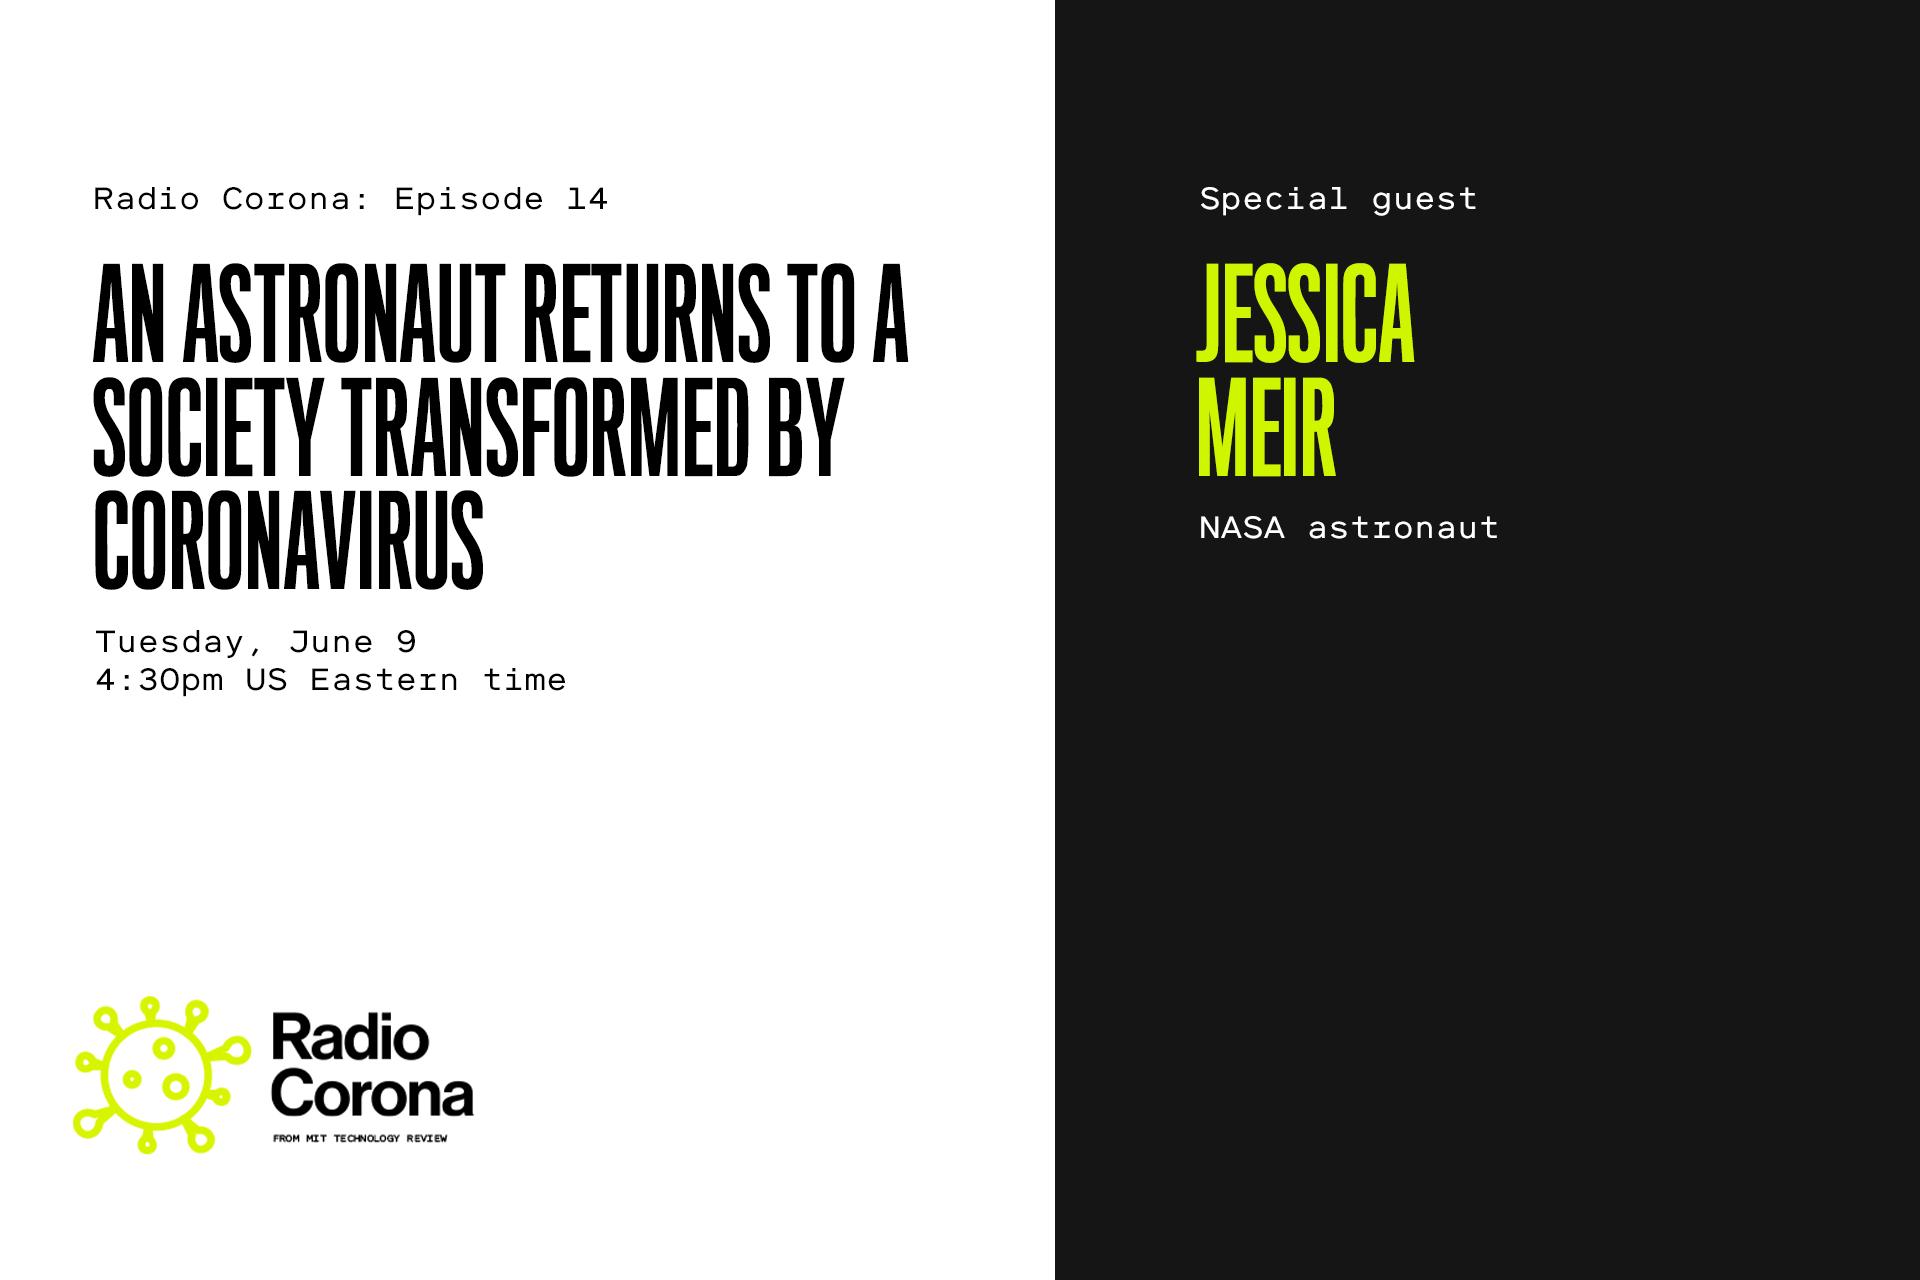 Radio Corona: Episode 14
AN ASTRONAUT RETURNS TO A
SOCIETY TRANSFORMED BY
CORONAVIRUS
Tuesday, June 9
4:30pm US Eastern time
Radio
Corona
FROM MIT TECHNOLOGY REVIEW
Special guest
JESSICA
MEIR
NASA astronaut